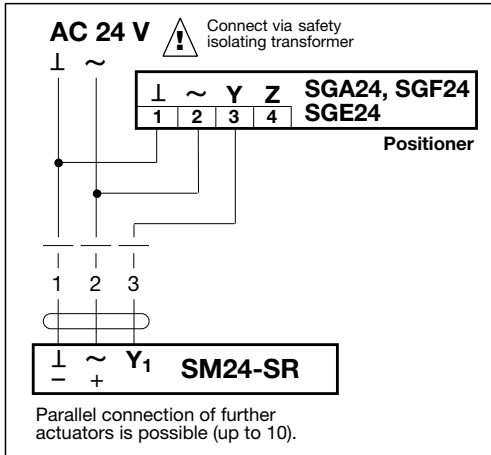 AC 24 V
⊥ ~
! Connect via safety
isolating transformer
⊥ ~ Y Z
1 2 3 4
SGA24, SGF24
SGE24
Positioner
1 2 3
⊥ ~ Y1
– +
SM24-SR
Parallel connection of further
actuators is possible (up to 10).